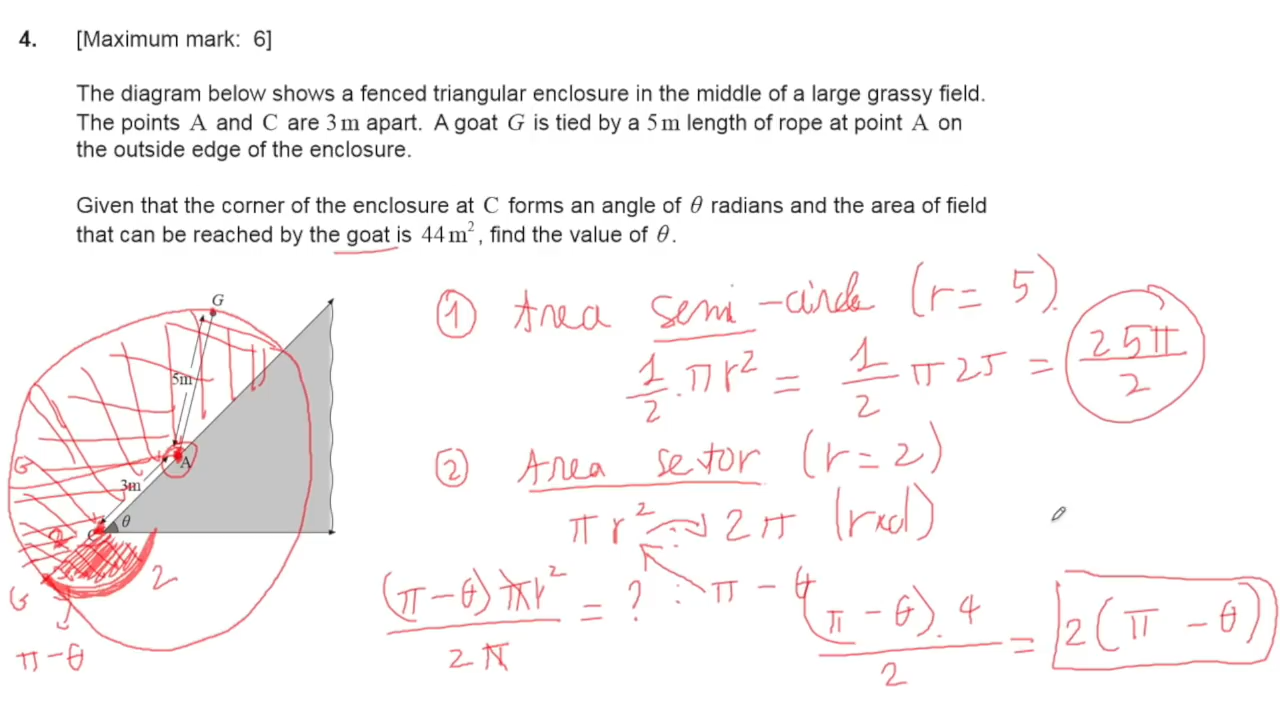 4. [Maximum mark: 6]
The diagram below shows a fenced triangular enclosure in the middle of a large grassy field.
The points A and C are 3 m apart. A goat G is tied by a 5 m length of rope at point A on
the outside edge of the enclosure.
Given that the corner of the enclosure at C forms an angle of θ radians and the area of field
that can be reached by the goat is 44 m², find the value of θ.
① Area semi-circle (r = 5).
1/2 . πr² = 1/2 π 25 = 25π/2
② Area sector (r = 2)
πr² ⟶ 2π (rad)
? : π - θ
(π - θ) πr² / 2π = ?
(π - θ) . 4 / 2 = 2(π - θ)
G
5m
A
3m
C
θ
G
2
2
G
π - θ